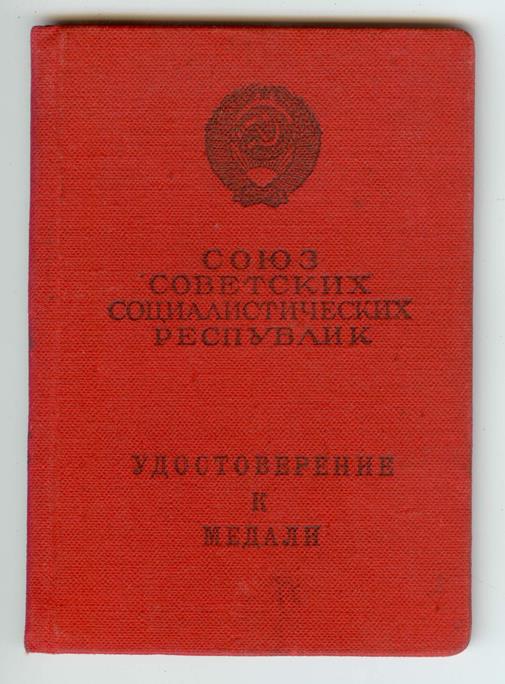 СОЮЗ
СОВЕТСКИХ
СОЦИАЛИСТИЧЕСКИХ
РЕСПУБЛИК
УДОСТОВЕРЕНИЕ
К
МЕДАЛИ